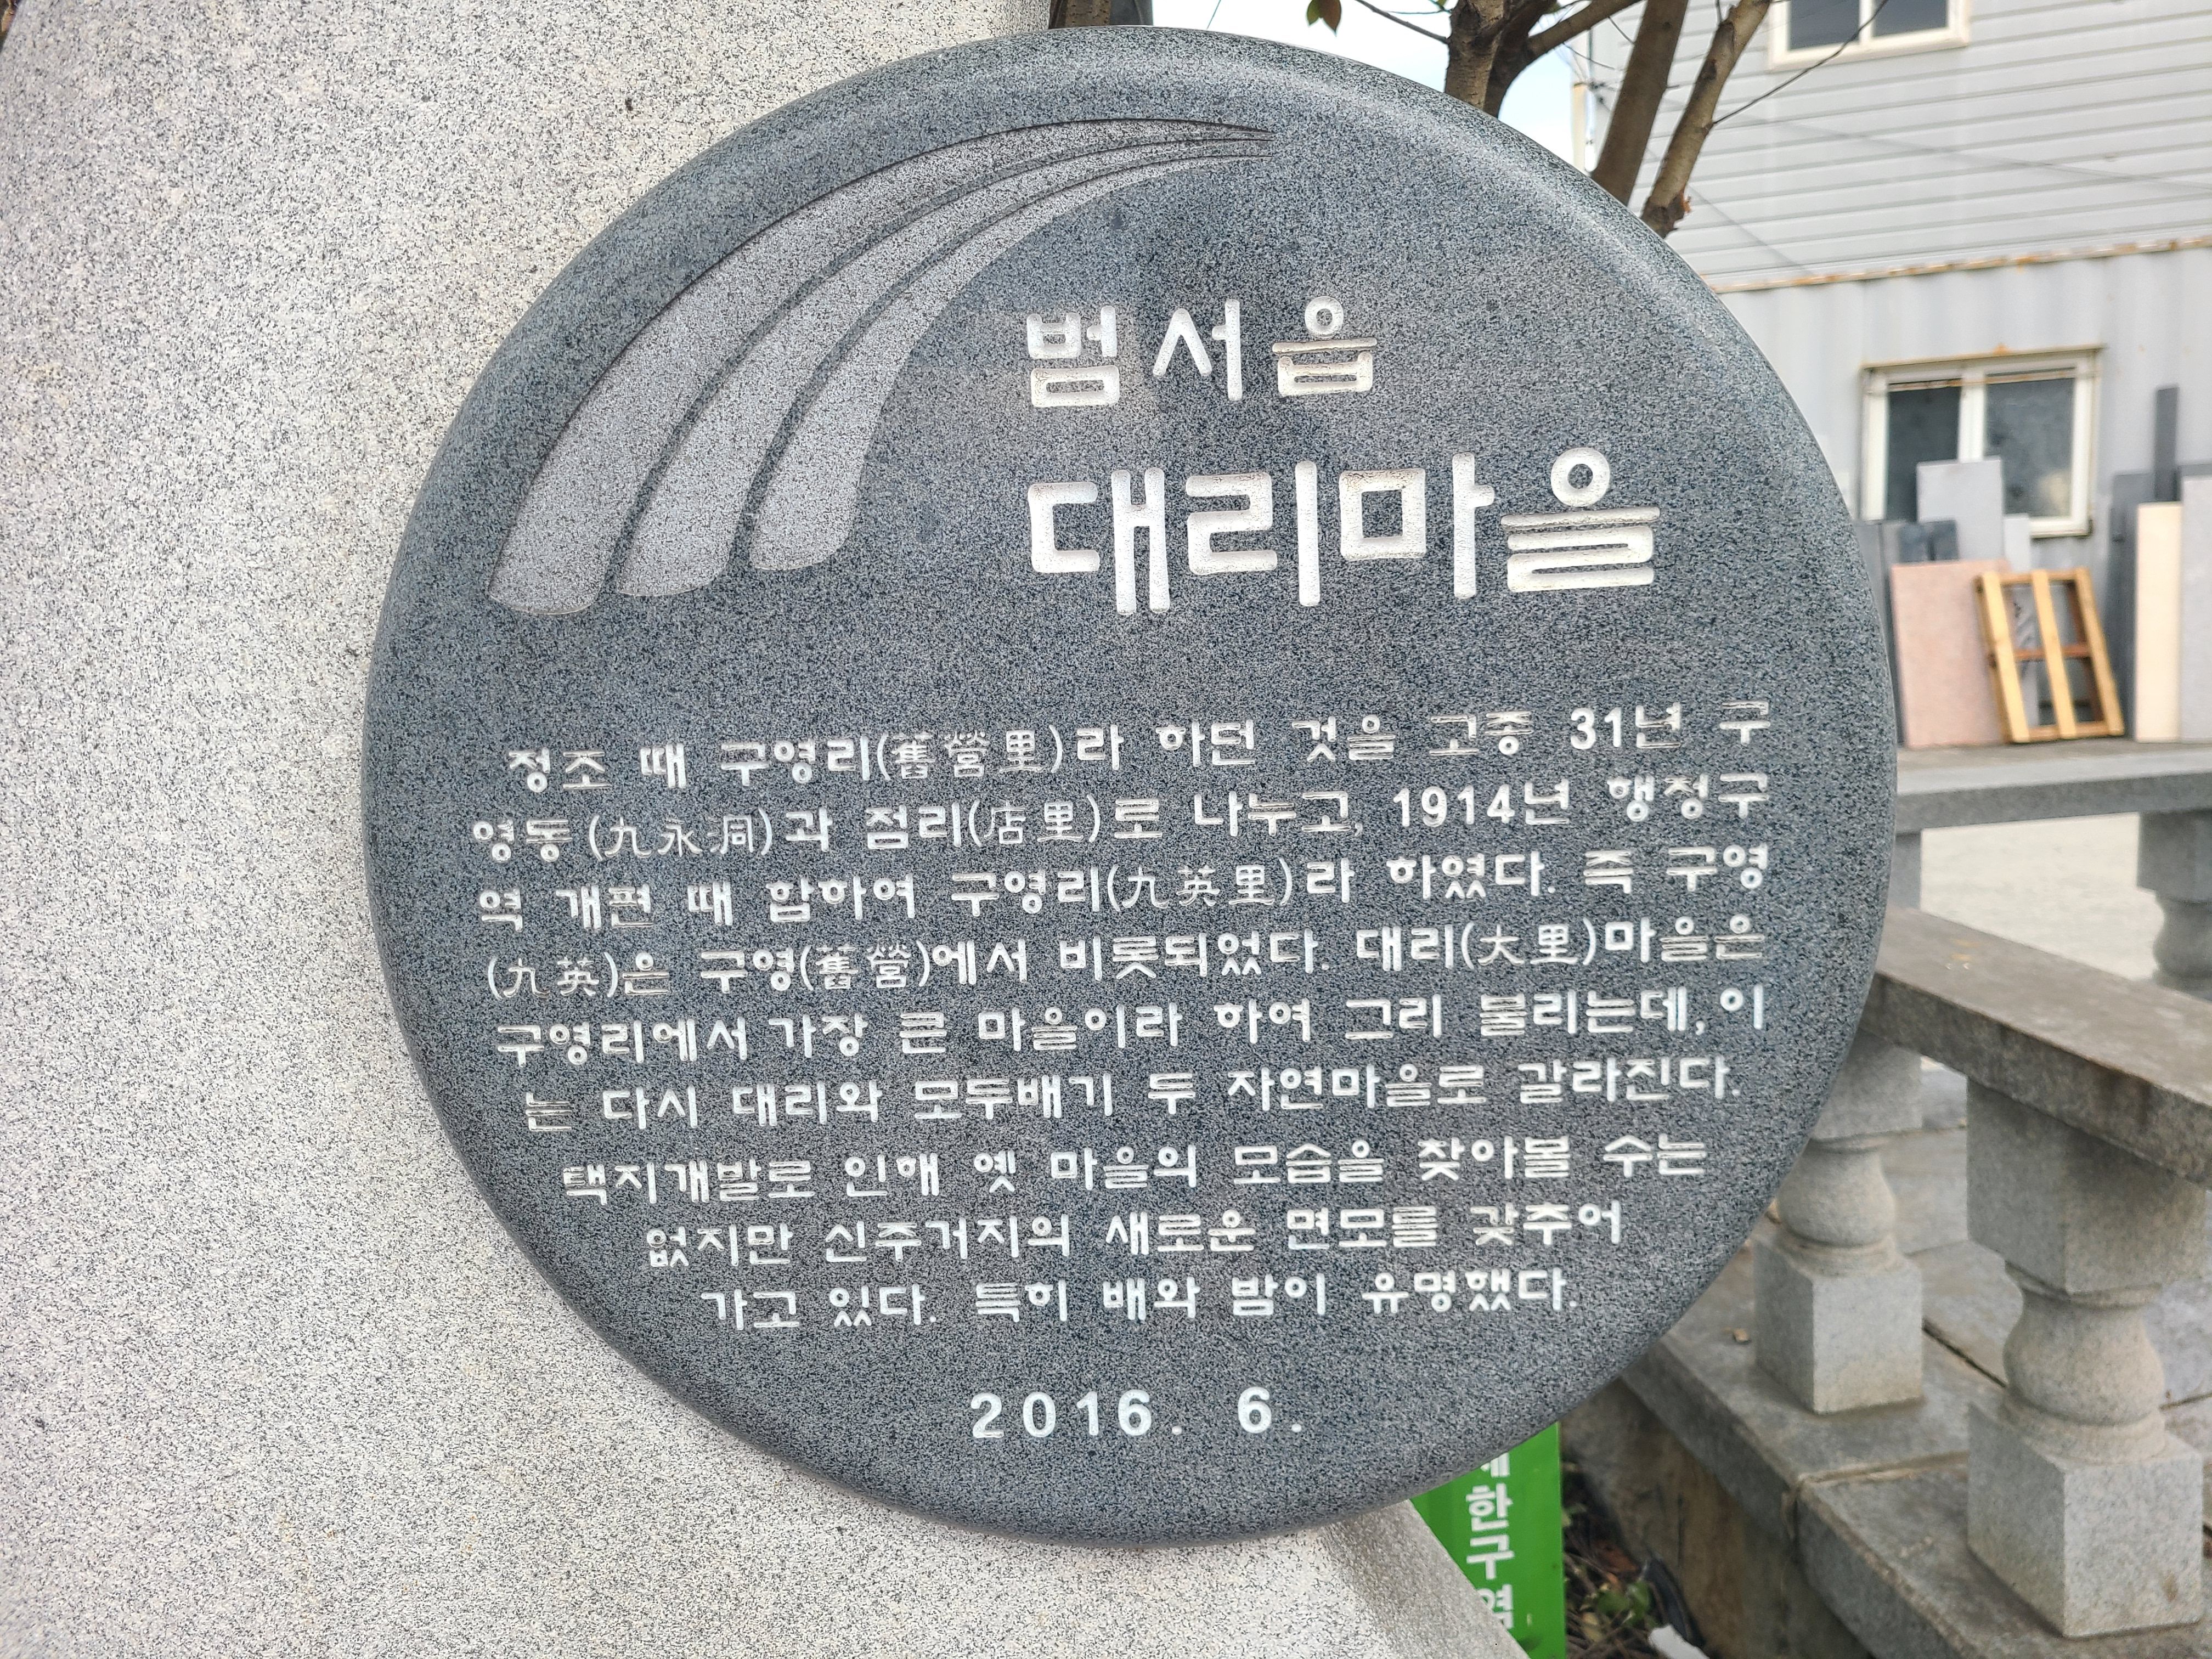 범서읍
대리마을
정조 때 구영리(舊營里)라 하던 것을 고종 31년 구
영동(九永洞)과 점리(店里)로 나누고, 1914년 행정구
역 개편 때 합하여 구영리(九英里)라 하였다. 즉 구영
(九英)은 구영(舊營)에서 비롯되었다. 대리(大里)마을은
구영리에서 가장 큰 마을이라 하여 그리 불리는데, 이
는 다시 대리와 모두배기 두 자연마을로 갈라진다.
택지개발로 인해 옛 마을의 모습을 찾아볼 수는
없지만 신주거지의 새로운 면모를 갖추어
가고 있다. 특히 배와 밤이 유명했다.
2016. 6.
한구역